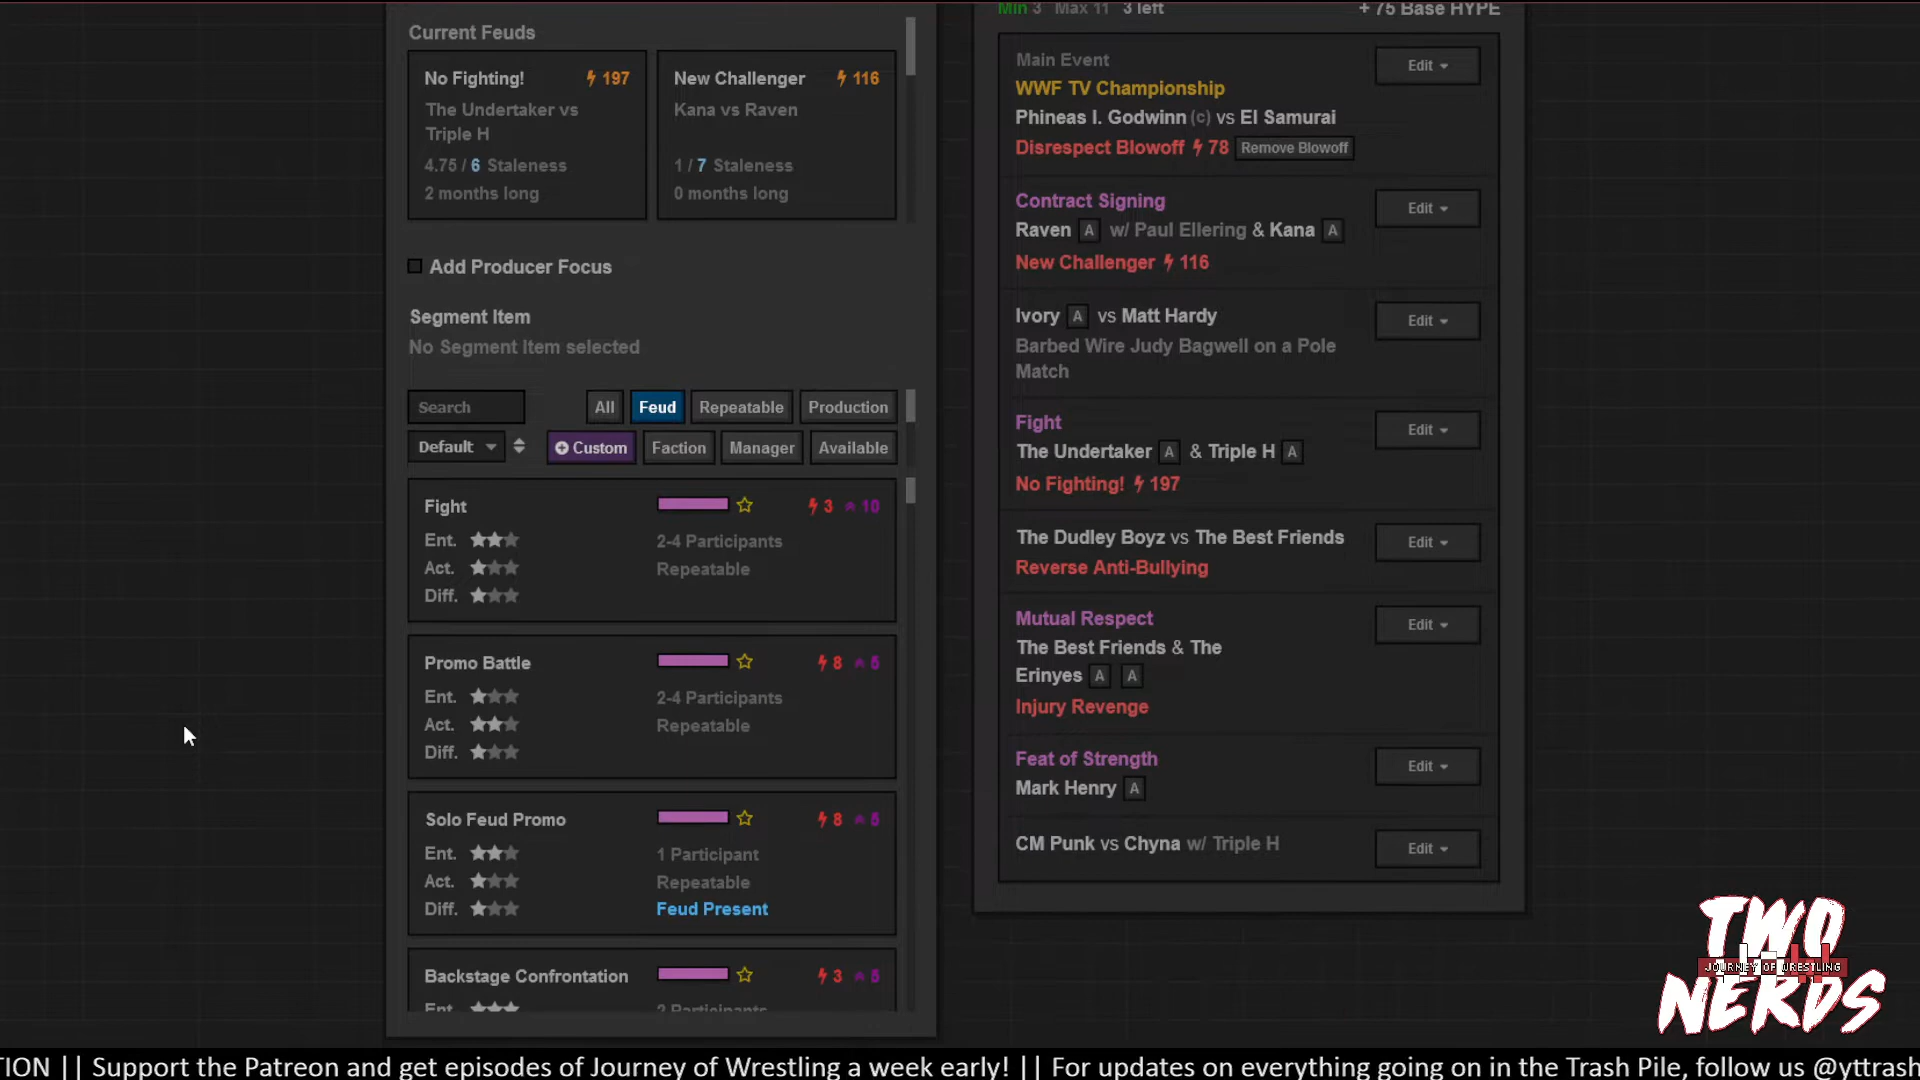 Min 3 Max 11 3 left + 75 Base HYPE
Current Feuds
No Fighting! 197
The Undertaker vs
Triple H
4.75 / 6 Staleness
2 months long
New Challenger 116
Kana vs Raven
1 / 7 Staleness
0 months long
Add Producer Focus
Segment Item
No Segment Item selected
Search All Feud Repeatable Production
Default Custom Faction Manager Available
Fight 3 10
Ent. 2-4 Participants
Act. Repeatable
Diff.
Promo Battle 8 5
Ent. 2-4 Participants
Act. Repeatable
Diff.
Solo Feud Promo 8 5
Ent. 1 Participant
Act. Repeatable
Diff. Feud Present
Backstage Confrontation 3 5
Ent. 2 Participants
Main Event Edit
WWF TV Championship
Phineas I. Godwinn (c) vs El Samurai
Disrespect Blowoff 78 Remove Blowoff
Contract Signing Edit
Raven A w/ Paul Ellering & Kana A
New Challenger 116
Ivory A vs Matt Hardy Edit
Barbed Wire Judy Bagwell on a Pole
Match
Fight Edit
The Undertaker A & Triple H A
No Fighting! 197
The Dudley Boyz vs The Best Friends Edit
Reverse Anti-Bullying
Mutual Respect Edit
The Best Friends & The
Erinyes A A
Injury Revenge
Feat of Strength Edit
Mark Henry A
CM Punk vs Chyna w/ Triple H Edit
TWO
JOURNEY OF WRESTLING
NERDS
TION || Support the Patreon and get episodes of Journey of Wrestling a week early! || For updates on everything going on in the Trash Pile, follow us @yttrash